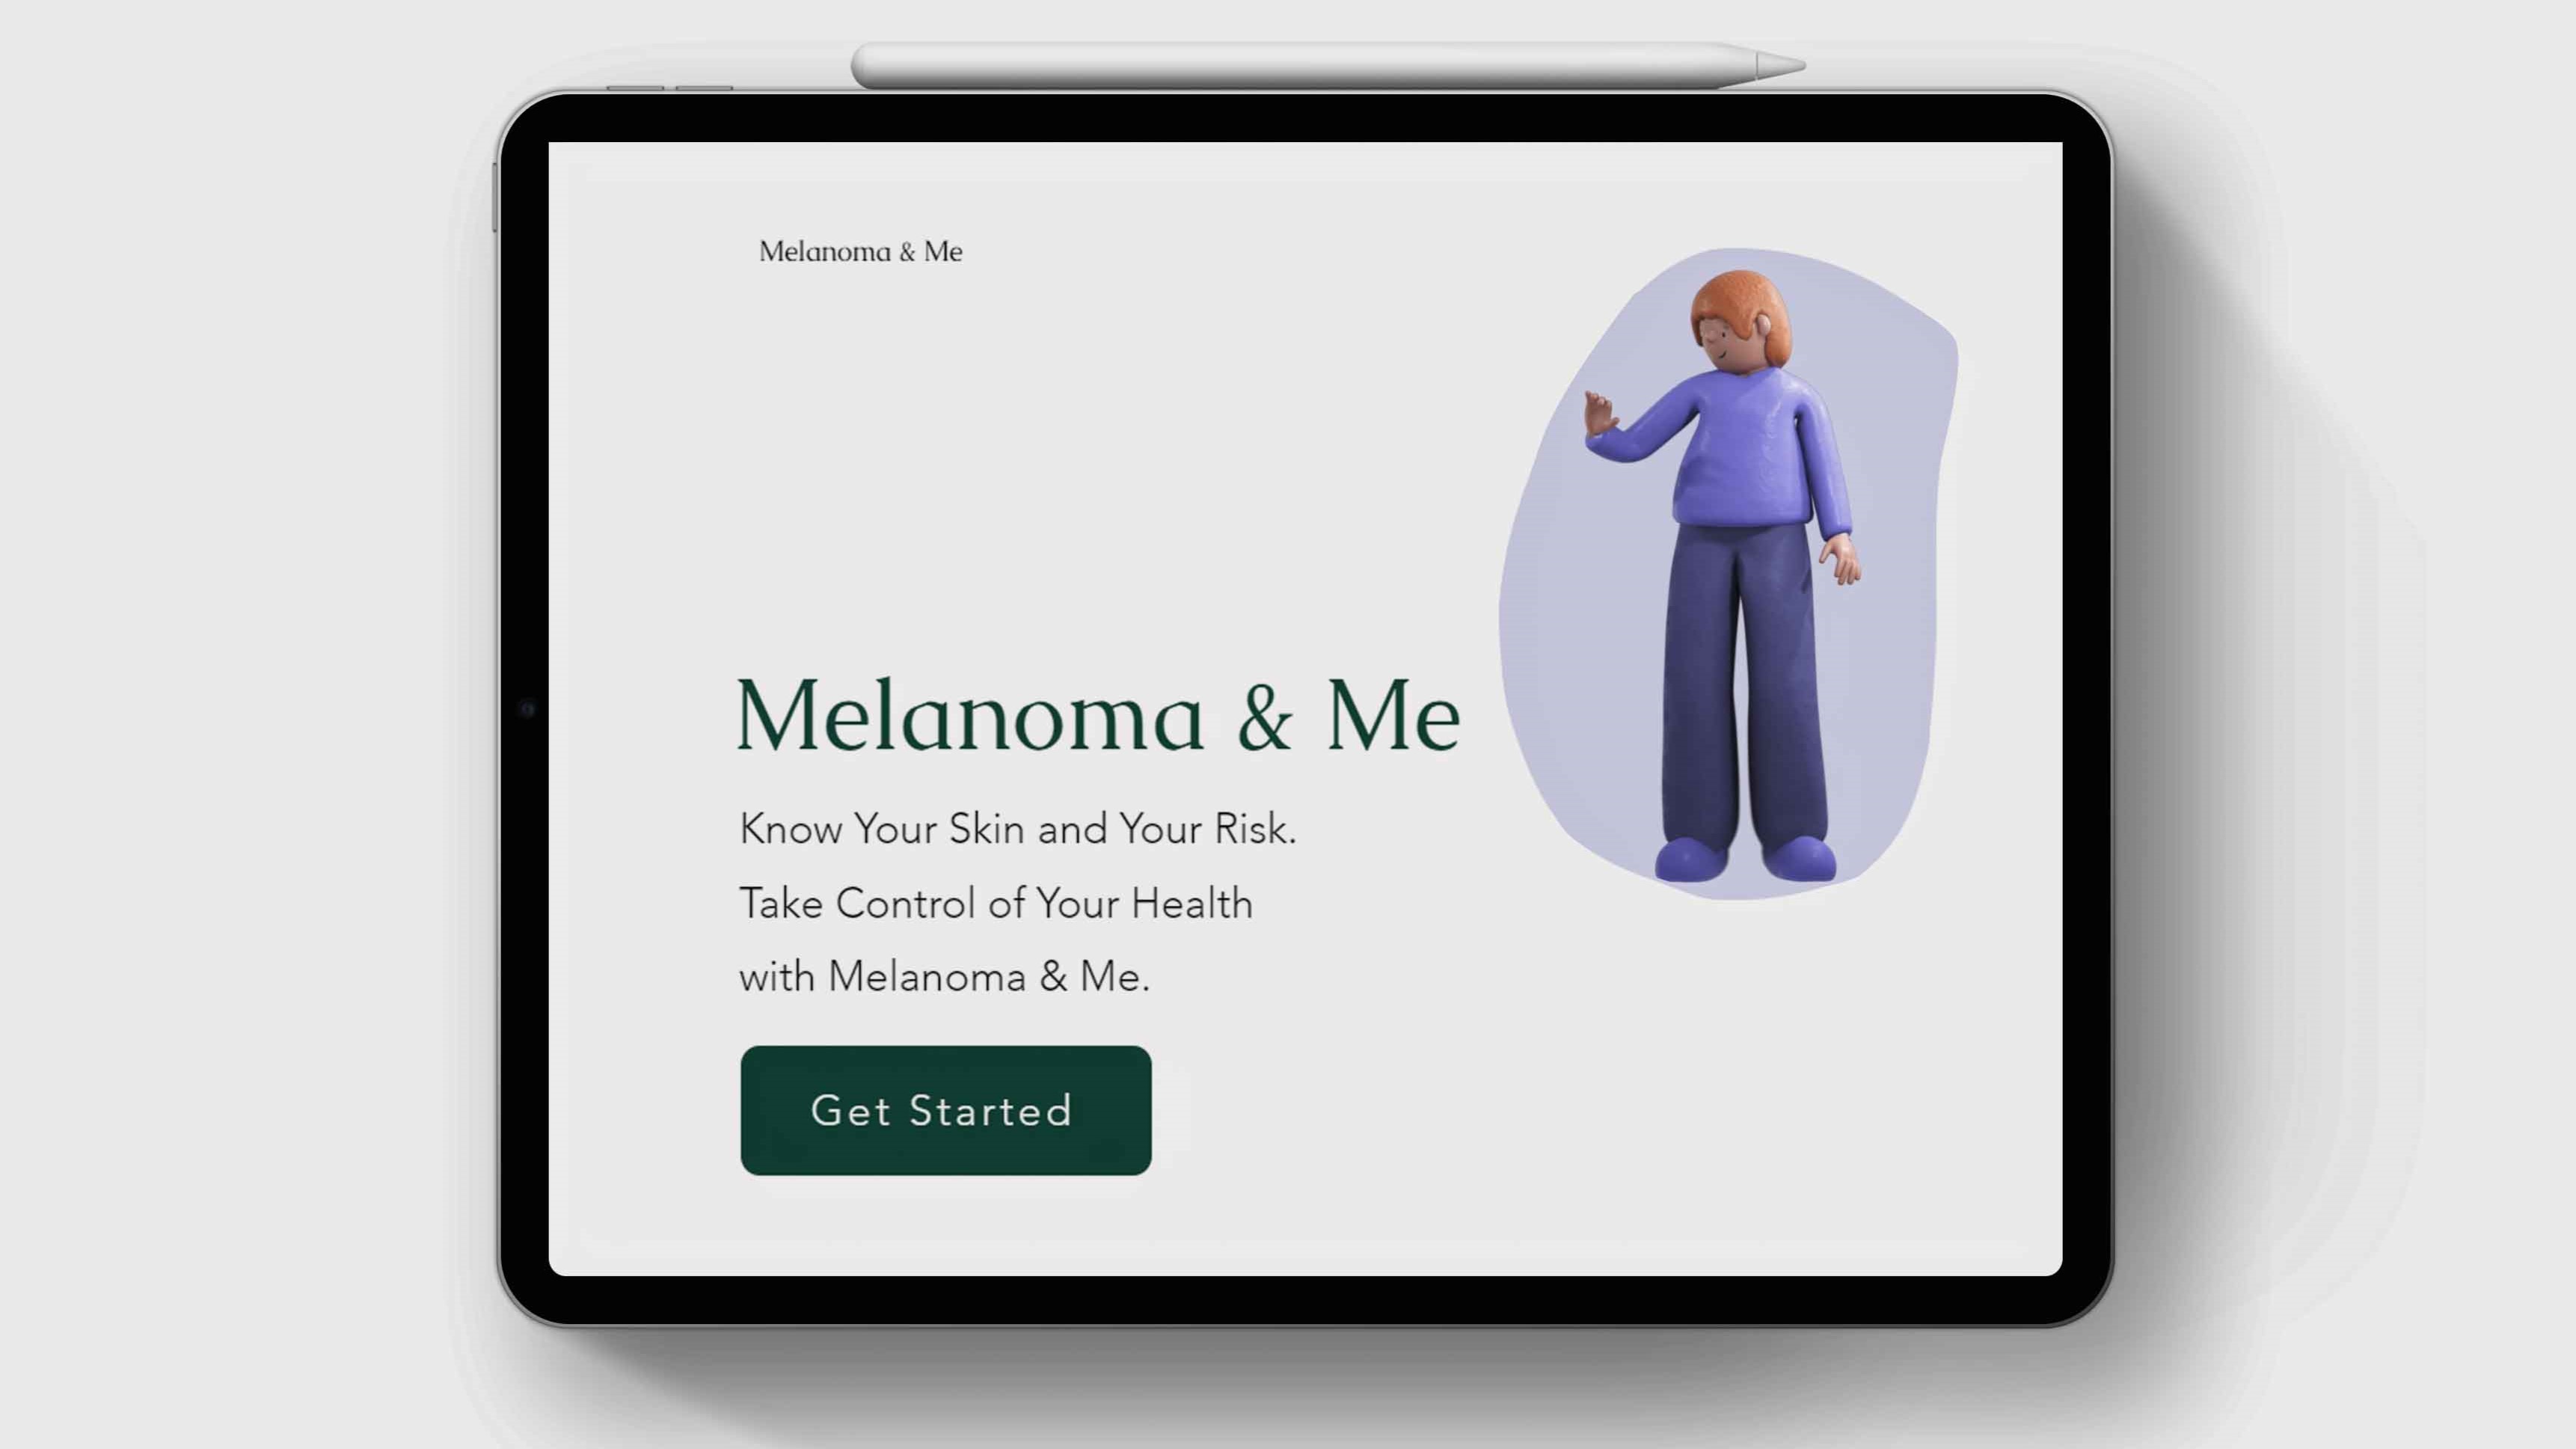 Melanoma & Me
Melanoma & Me
Know Your Skin and Your Risk.
Take Control of Your Health
with Melanoma & Me.
Get Started